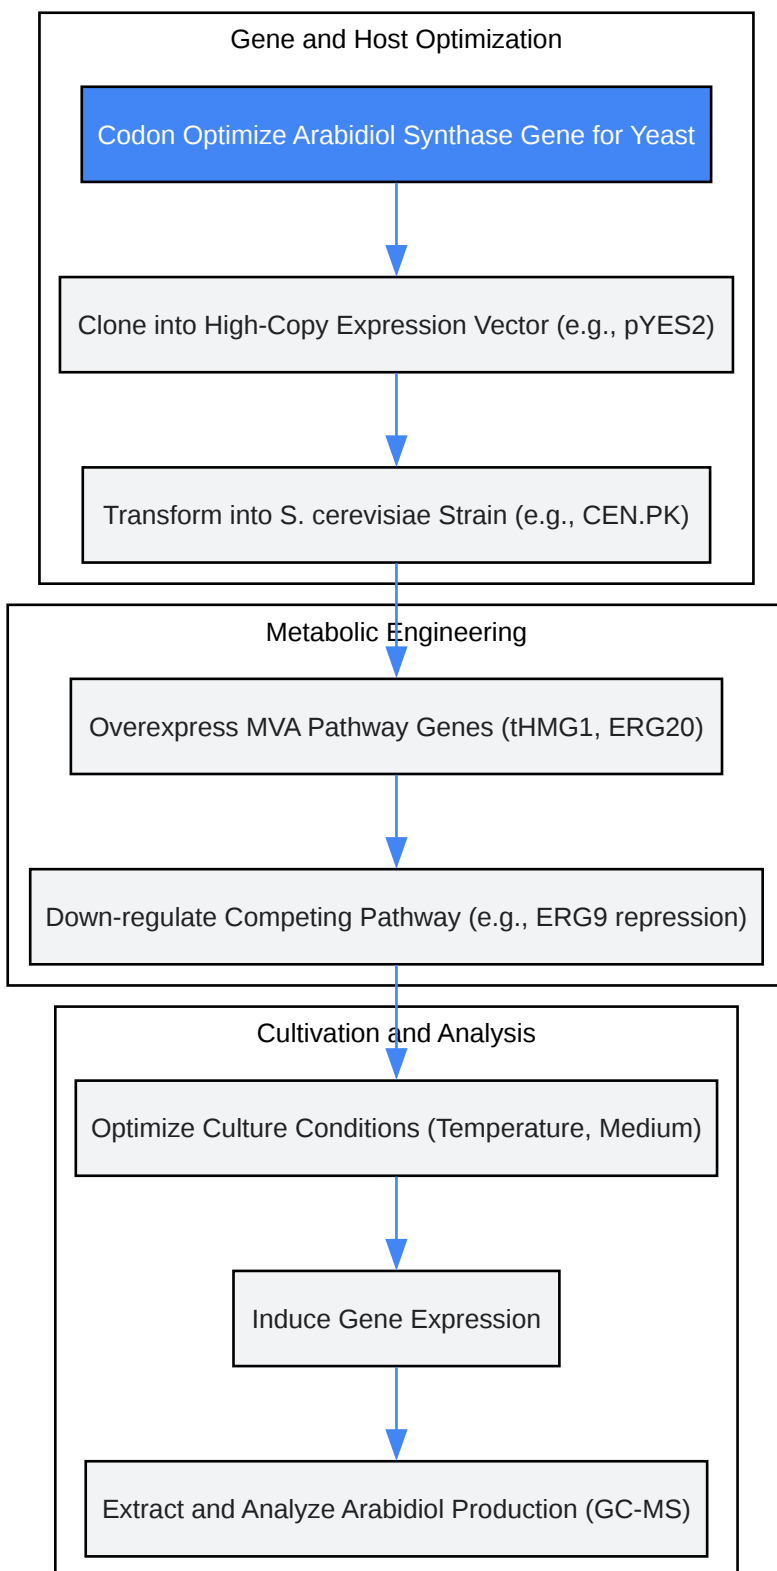 Gene and Host Optimization
Codon Optimize Arabidiol Synthase Gene for Yeast
Clone into High-Copy Expression Vector (e.g., pYES2)
Transform into S. cerevisiae Strain (e.g., CEN.PK)
Metabolic Engineering
Overexpress MVA Pathway Genes (tHMG1, ERG20)
Down-regulate Competing Pathway (e.g., ERG9 repression)
Cultivation and Analysis
Optimize Culture Conditions (Temperature, Medium)
Induce Gene Expression
Extract and Analyze Arabidiol Production (GC-MS)